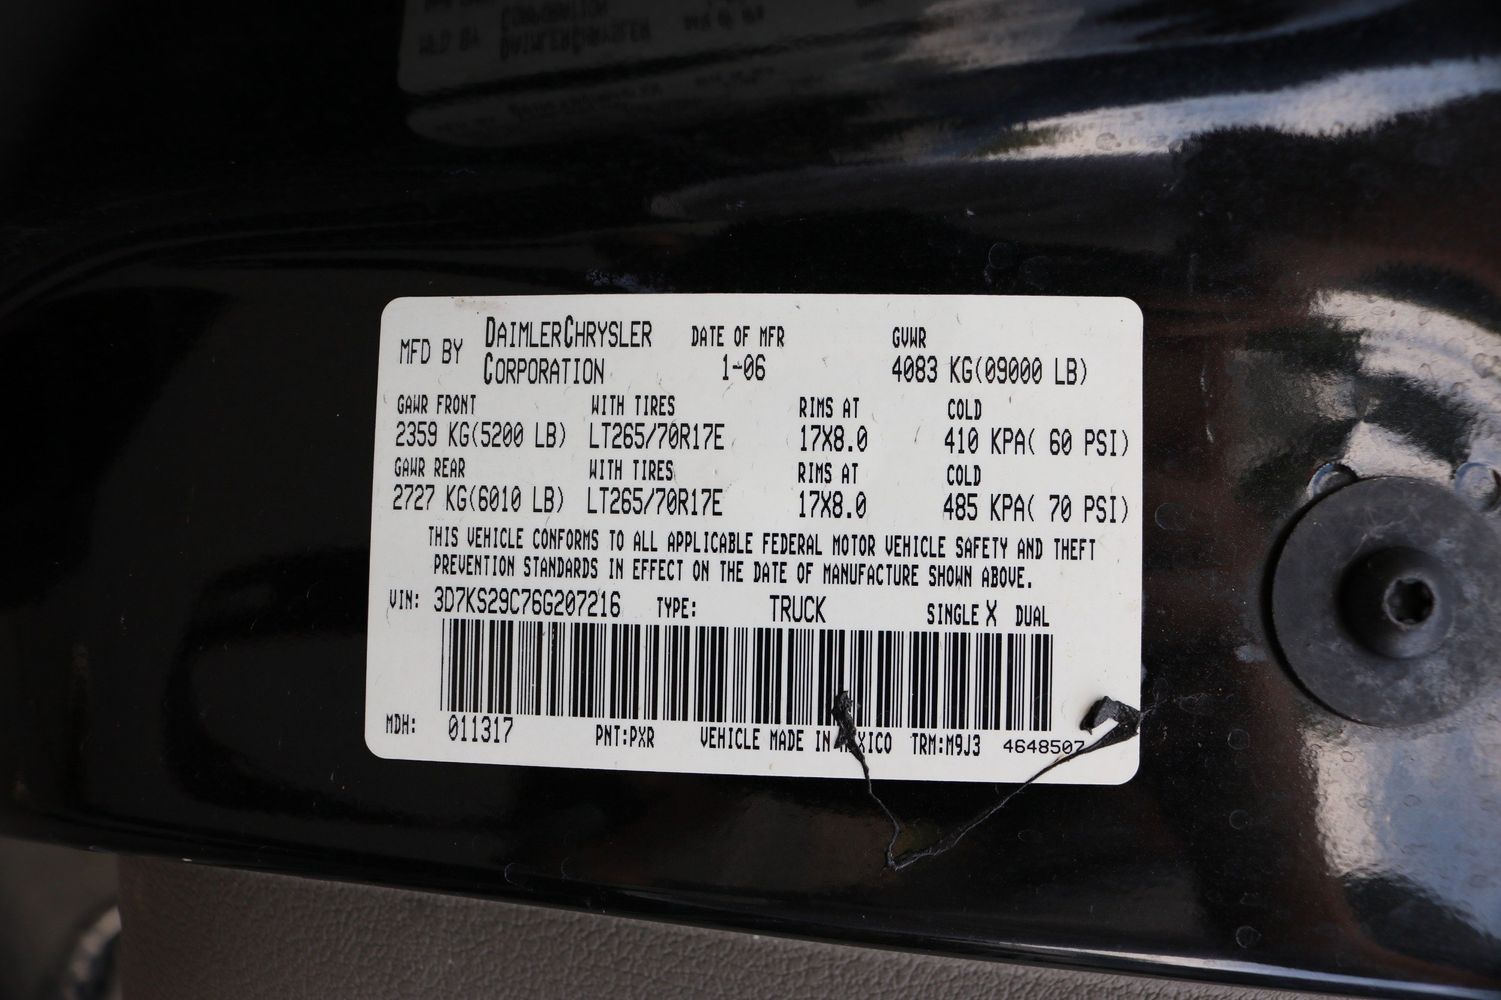 MFD BY DAIMLERCHRYSLER CORPORATION DATE OF MFR 1-06 GVWR 4083 KG(09000 LB)
GAWR FRONT WITH TIRES RIMS AT COLD
2359 KG(5200 LB) LT265/70R17E 17X8.0 410 KPA( 60 PSI)
GAWR REAR WITH TIRES RIMS AT COLD
2727 KG(6010 LB) LT265/70R17E 17X8.0 485 KPA( 70 PSI)
THIS VEHICLE CONFORMS TO ALL APPLICABLE FEDERAL MOTOR VEHICLE SAFETY AND THEFT
PREVENTION STANDARDS IN EFFECT ON THE DATE OF MANUFACTURE SHOWN ABOVE.
VIN: 3D7KS29C76G207216 TYPE: TRUCK SINGLE X DUAL
MDH: 011317 PNT:PXR VEHICLE MADE IN MEXICO TRM:M9J3 4648507